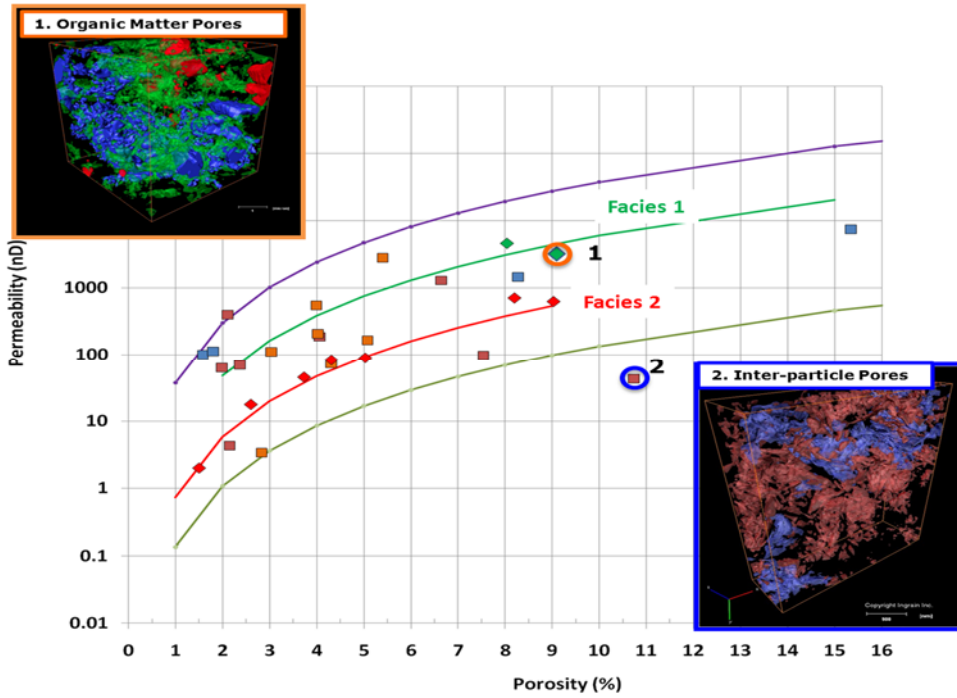 1. Organic Matter Pores
Permeability (nD)
1000
100
10
1
0.1
0.01
Facies 1
1
Facies 2
2
2. Inter-particle Pores
Copyright Ingrain Inc.
0 1 2 3 4 5 6 7 8 9 10 11 12 13 14 15 16
Porosity (%)